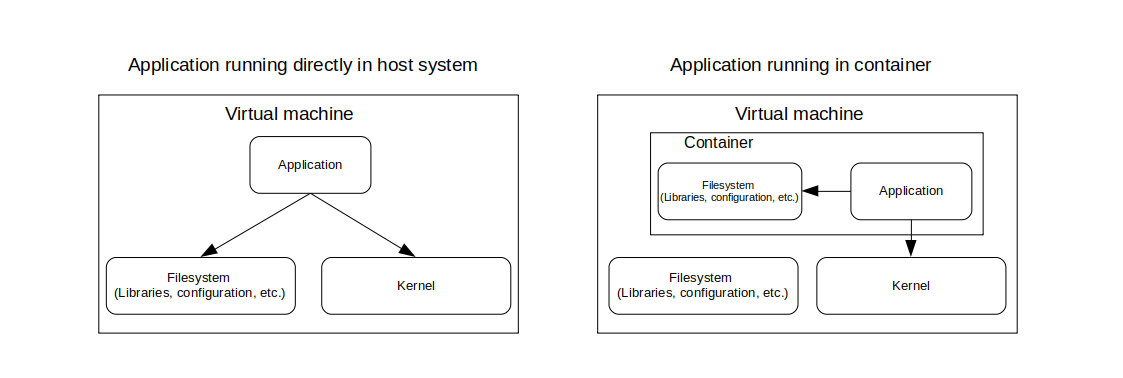 Application running directly in host system
Virtual machine
Application
Filesystem
(Libraries, configuration, etc.)
Kernel
Application running in container
Virtual machine
Container
Filesystem
(Libraries, configuration, etc.)
Application
Filesystem
(Libraries, configuration, etc.)
Kernel